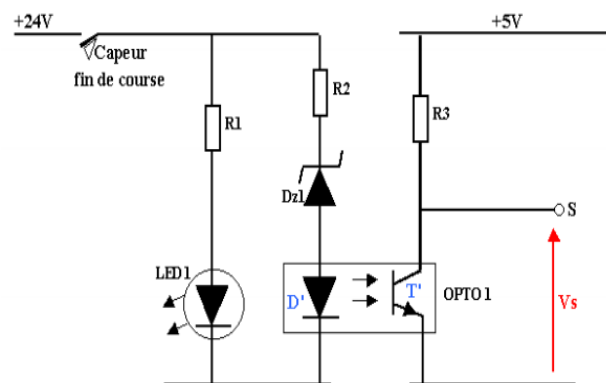 +24V
+5V
Capeur
fin de course
R1
R2
R3
Dz1
S
LED1
D'
T'
OPTO 1
Vs